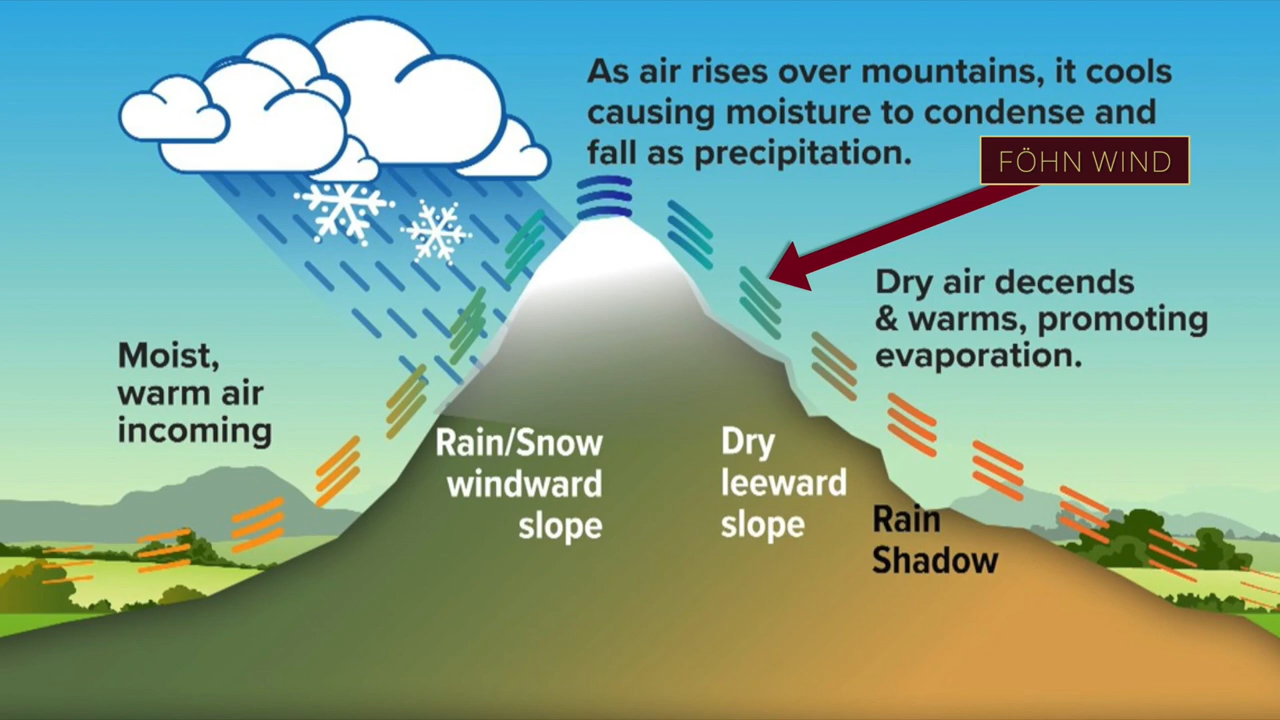 As air rises over mountains, it cools
causing moisture to condense and
fall as precipitation.
FÖHN WIND
Dry air decends
& warms, promoting
evaporation.
Moist,
warm air
incoming
Rain/Snow
windward
slope
Dry
leeward
slope
Rain
Shadow